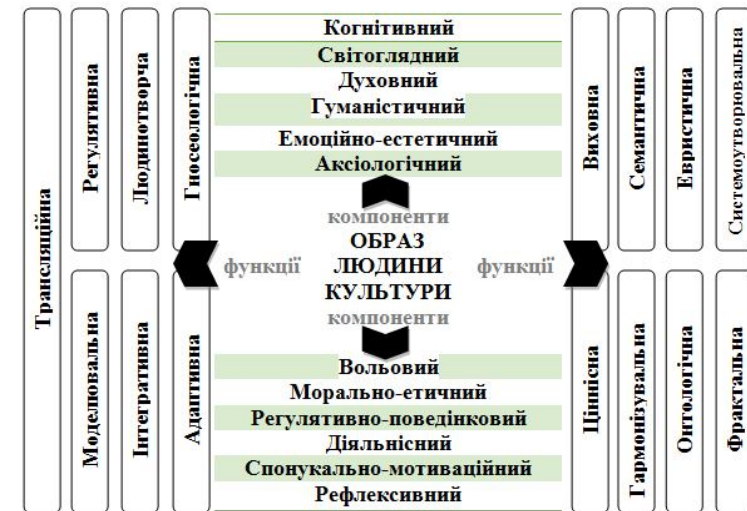 Трансляційна
Регулятивна
Людинотворча
Гносеологічна
Моделювальна
Інтегративна
Адаптивна
Когнітивний
Світоглядний
Духовний
Гуманістичний
Емоційно-естетичний
Аксіологічний
компоненти
ОБРАЗ
функції ЛЮДИНИ функції
КУЛЬТУРИ
компоненти
Вольовий
Морально-етичний
Регулятивно-поведінковий
Діяльнісний
Спонукально-мотиваційний
Рефлексивний
Виховна
Семантична
Евристична
Системоутворювальна
Ціннісна
Гармонізувальна
Онтологічна
Фрактальна